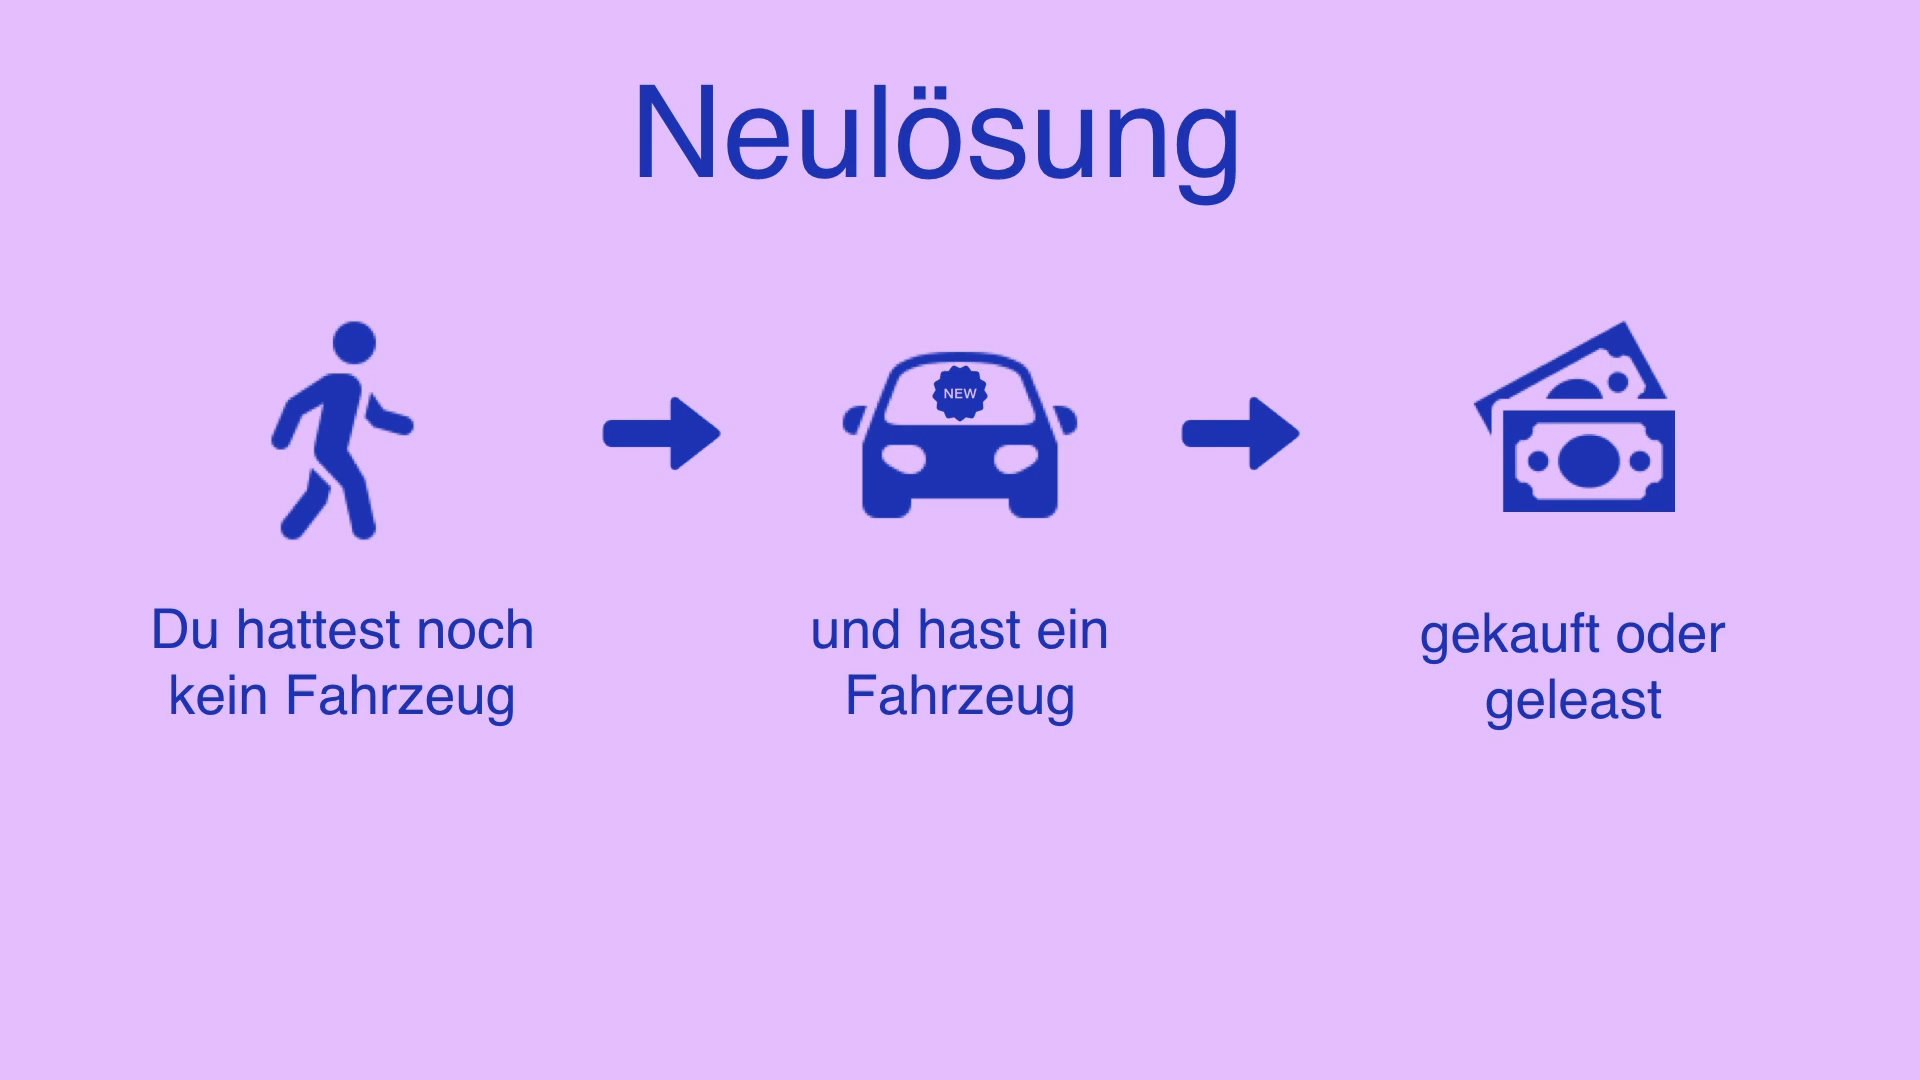 Neulösung
NEW
Du hattest noch
kein Fahrzeug
und hast ein
Fahrzeug
gekauft oder
geleast